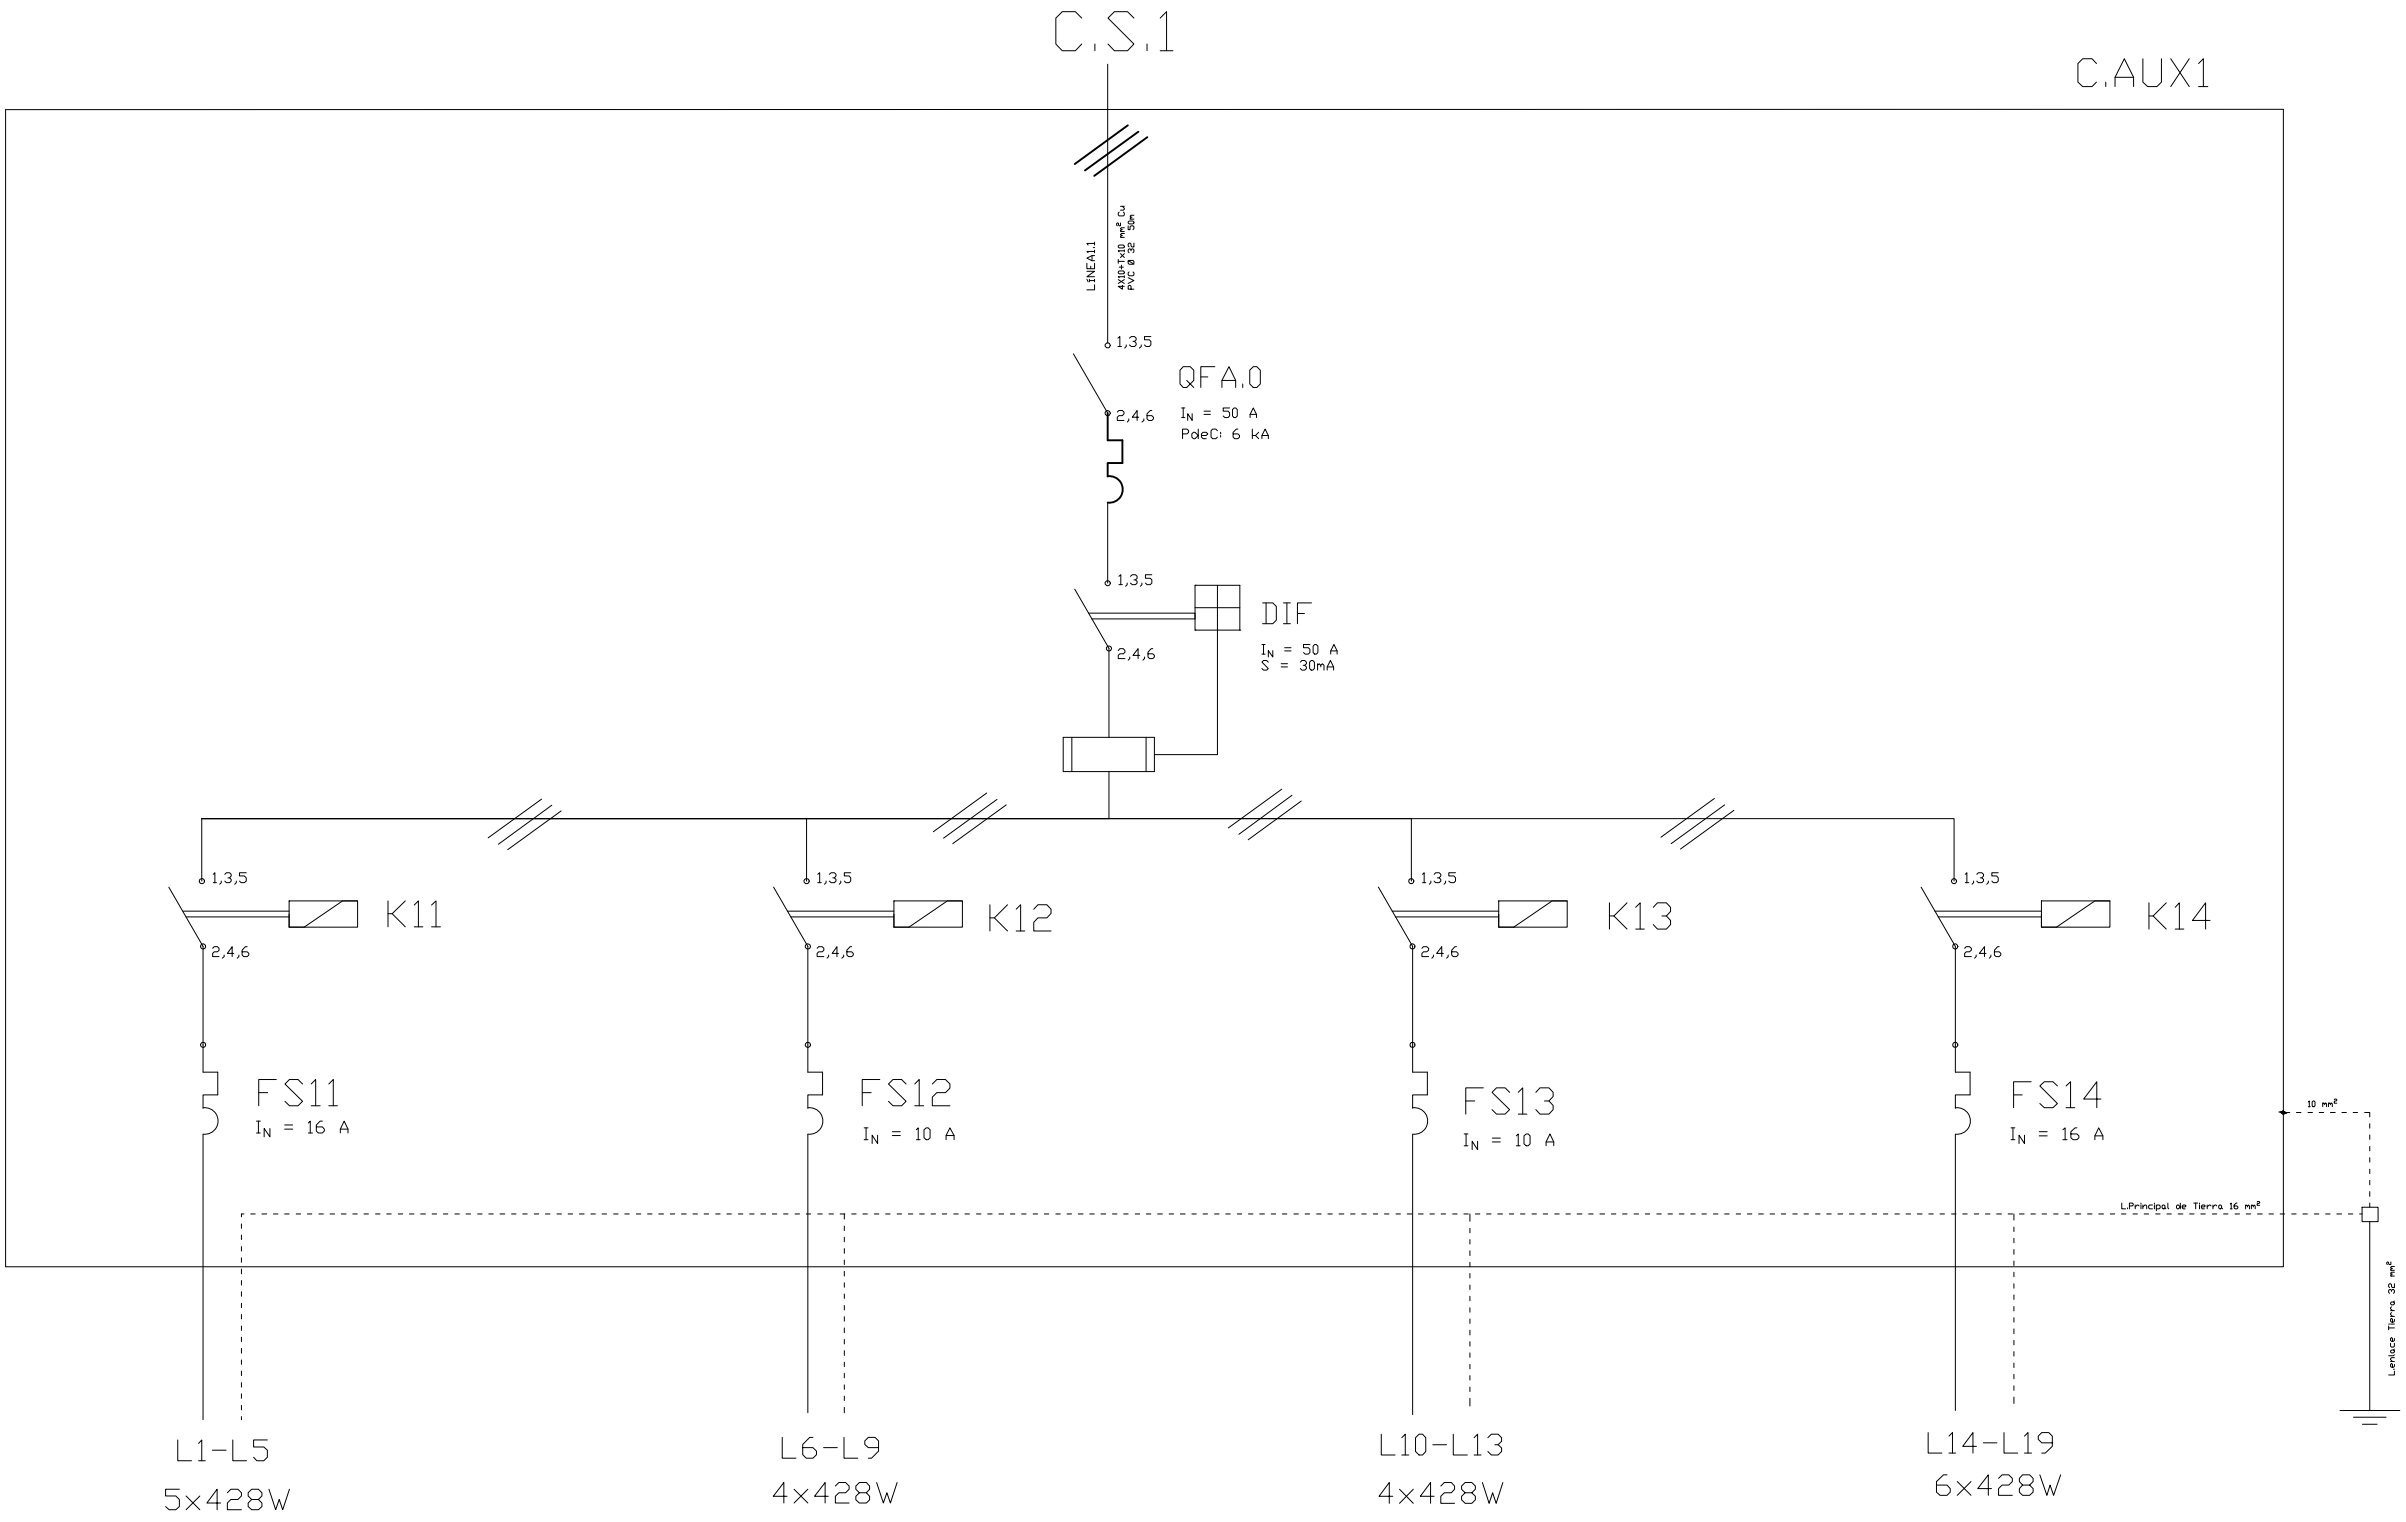 C.S.1
C.AUX1
LíNEA1.1
4X10+Tx10 mm² Cu
PVC Ø 32 50m
1,3,5
QFA.0
2,4,6
IN = 50 A
PdeC: 6 kA
1,3,5
DIF
2,4,6
IN = 50 A
S = 30mA
1,3,5
1,3,5
1,3,5
1,3,5
K11
K12
K13
K14
2,4,6
2,4,6
2,4,6
2,4,6
FS11
IN = 16 A
FS12
IN = 10 A
FS13
IN = 10 A
FS14
IN = 16 A
10 mm²
L.Principal de Tierra 16 mm²
L.enlace Tierra 32 mm²
L1-L5
5x428W
L6-L9
4x428W
L10-L13
4x428W
L14-L19
6x428W